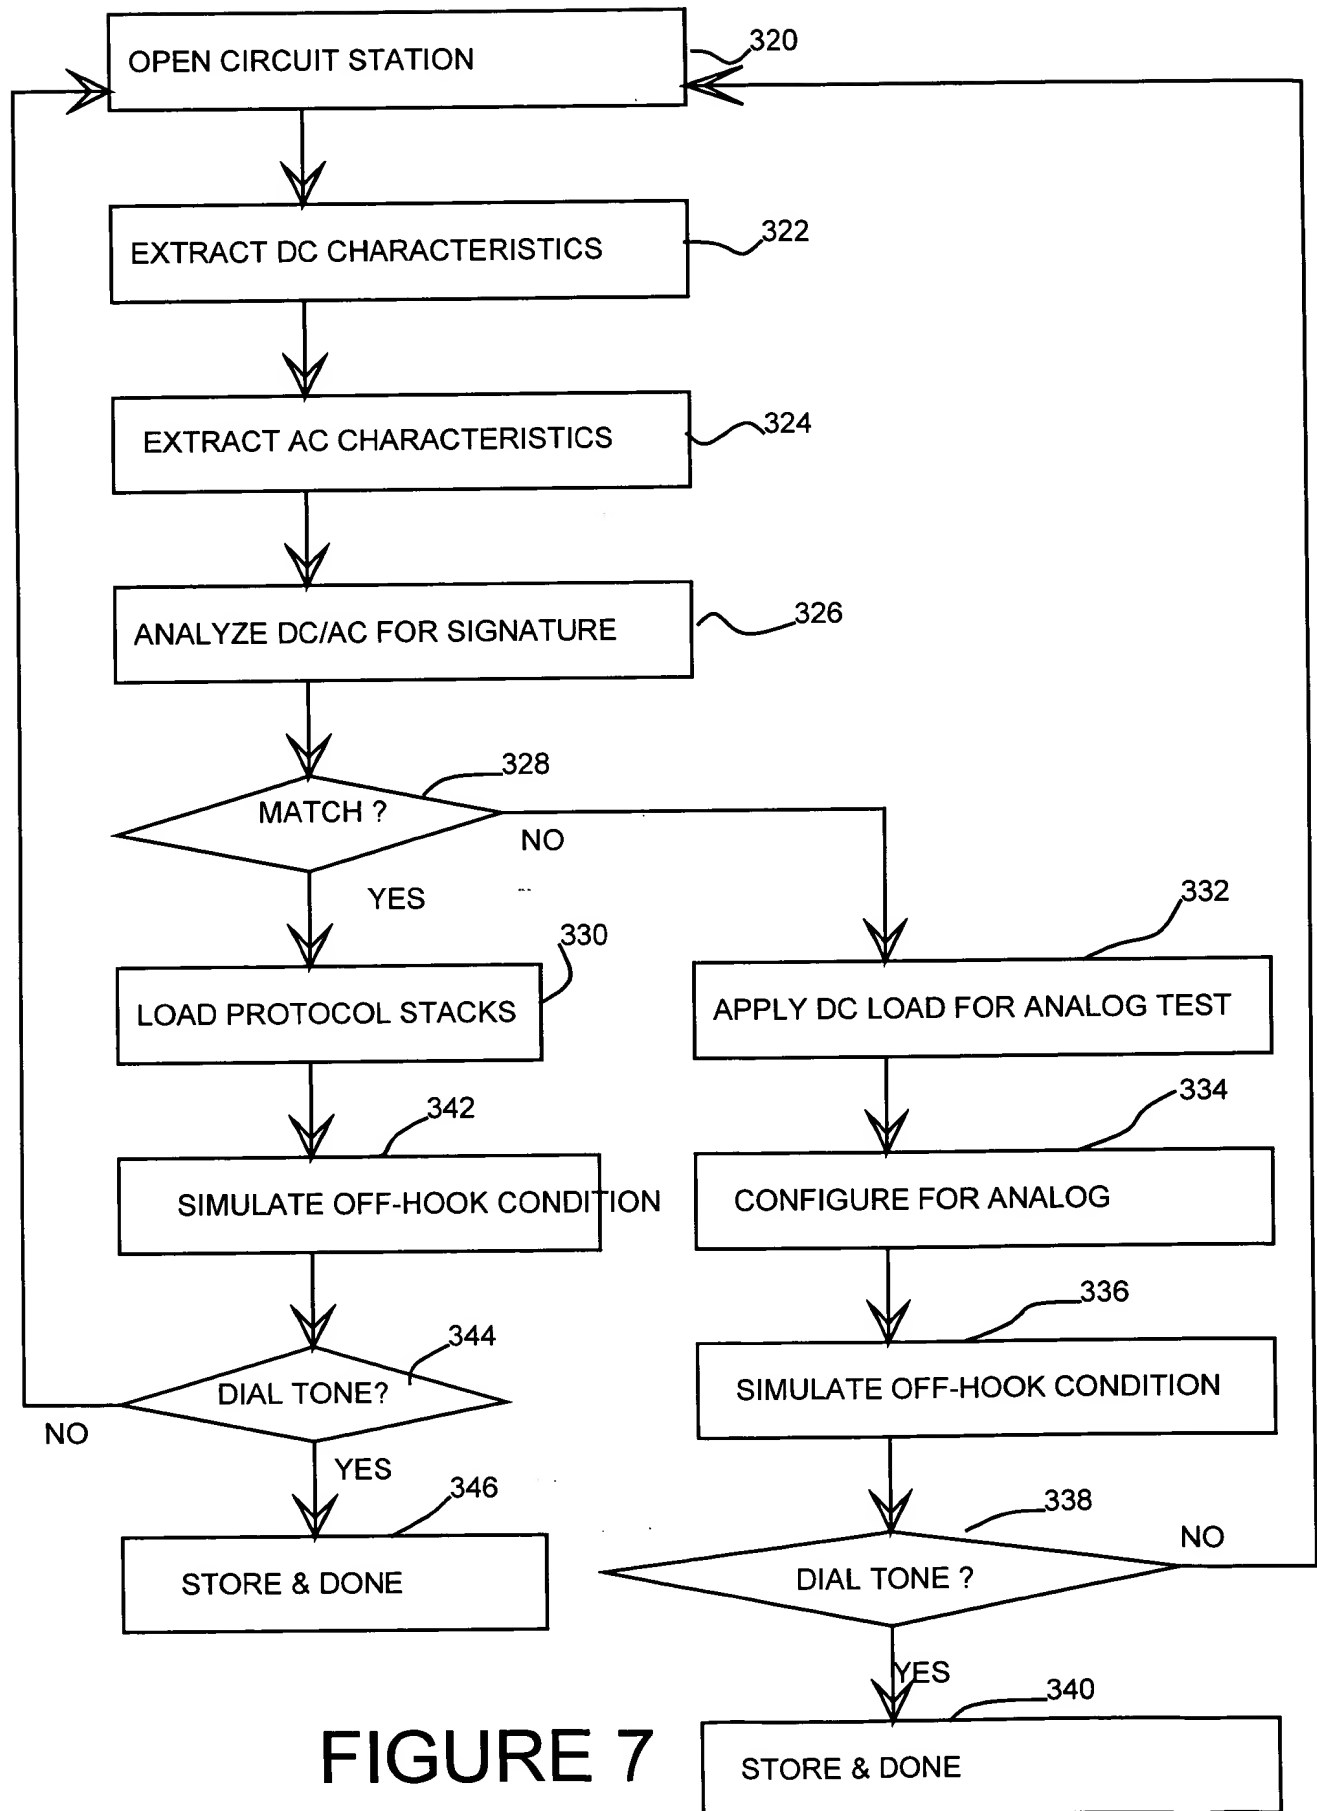 OPEN CIRCUIT STATION
320
EXTRACT DC CHARACTERISTICS
322
EXTRACT AC CHARACTERISTICS
324
ANALYZE DC/AC FOR SIGNATURE
326
MATCH ?
328
NO
YES
330
LOAD PROTOCOL STACKS
332
APPLY DC LOAD FOR ANALOG TEST
342
SIMULATE OFF-HOOK CONDITION
334
CONFIGURE FOR ANALOG
336
SIMULATE OFF-HOOK CONDITION
344
DIAL TONE?
NO
YES
346
STORE & DONE
338
DIAL TONE ?
NO
YES
340
STORE & DONE
FIGURE 7